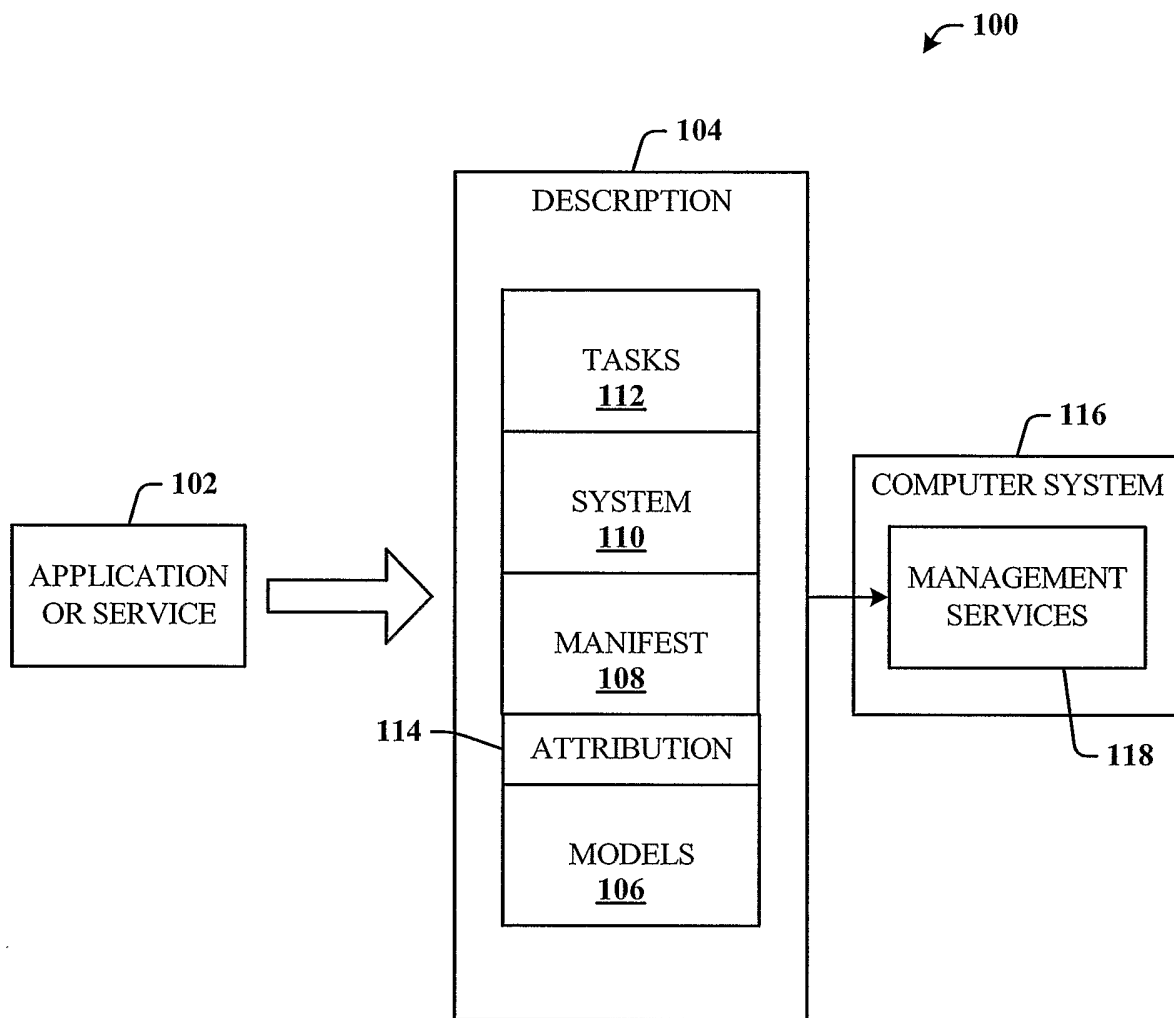 100
104
DESCRIPTION
TASKS
112
116
102
SYSTEM
110
COMPUTER SYSTEM
APPLICATION
OR SERVICE
MANAGEMENT
SERVICES
MANIFEST
108
114
ATTRIBUTION
118
MODELS
106